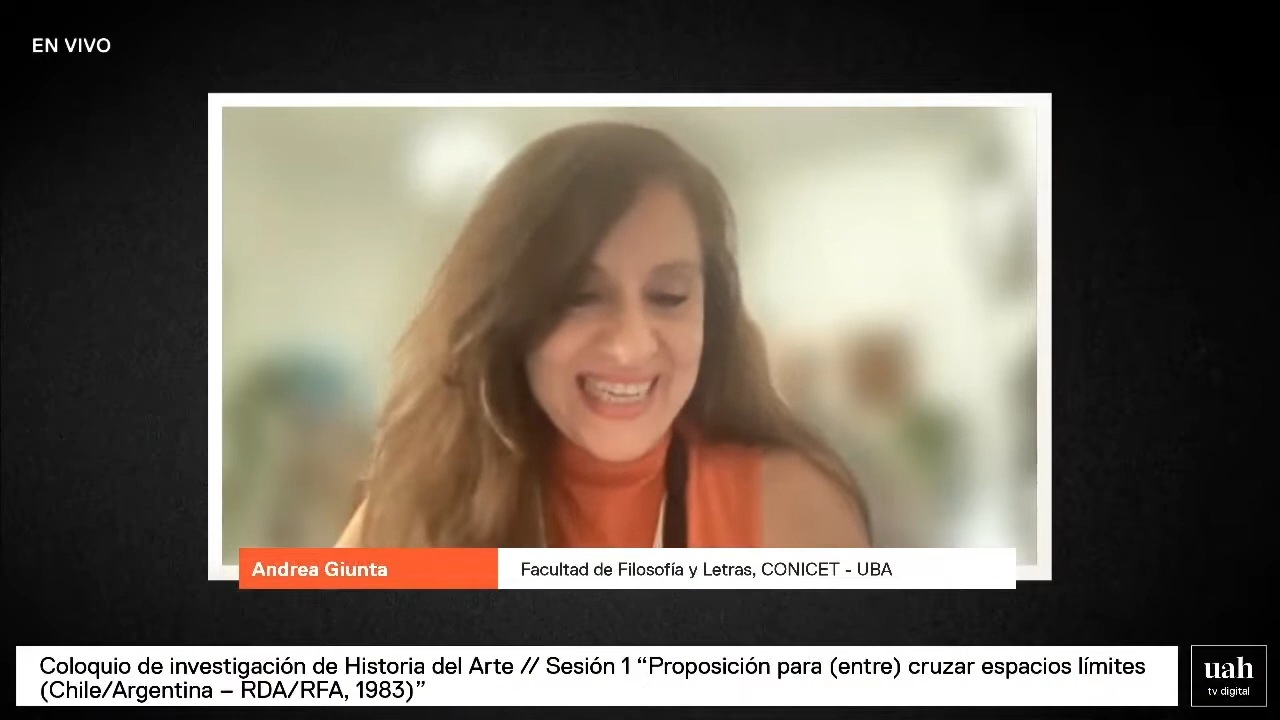 EN VIVO
Andrea Giunta
Facultad de Filosofía y Letras, CONICET - UBA
Coloquio de investigación de Historia del Arte // Sesión 1 “Proposición para (entre) cruzar espacios límites
(Chile/Argentina – RDA/RFA, 1983)”
uah
tv digital